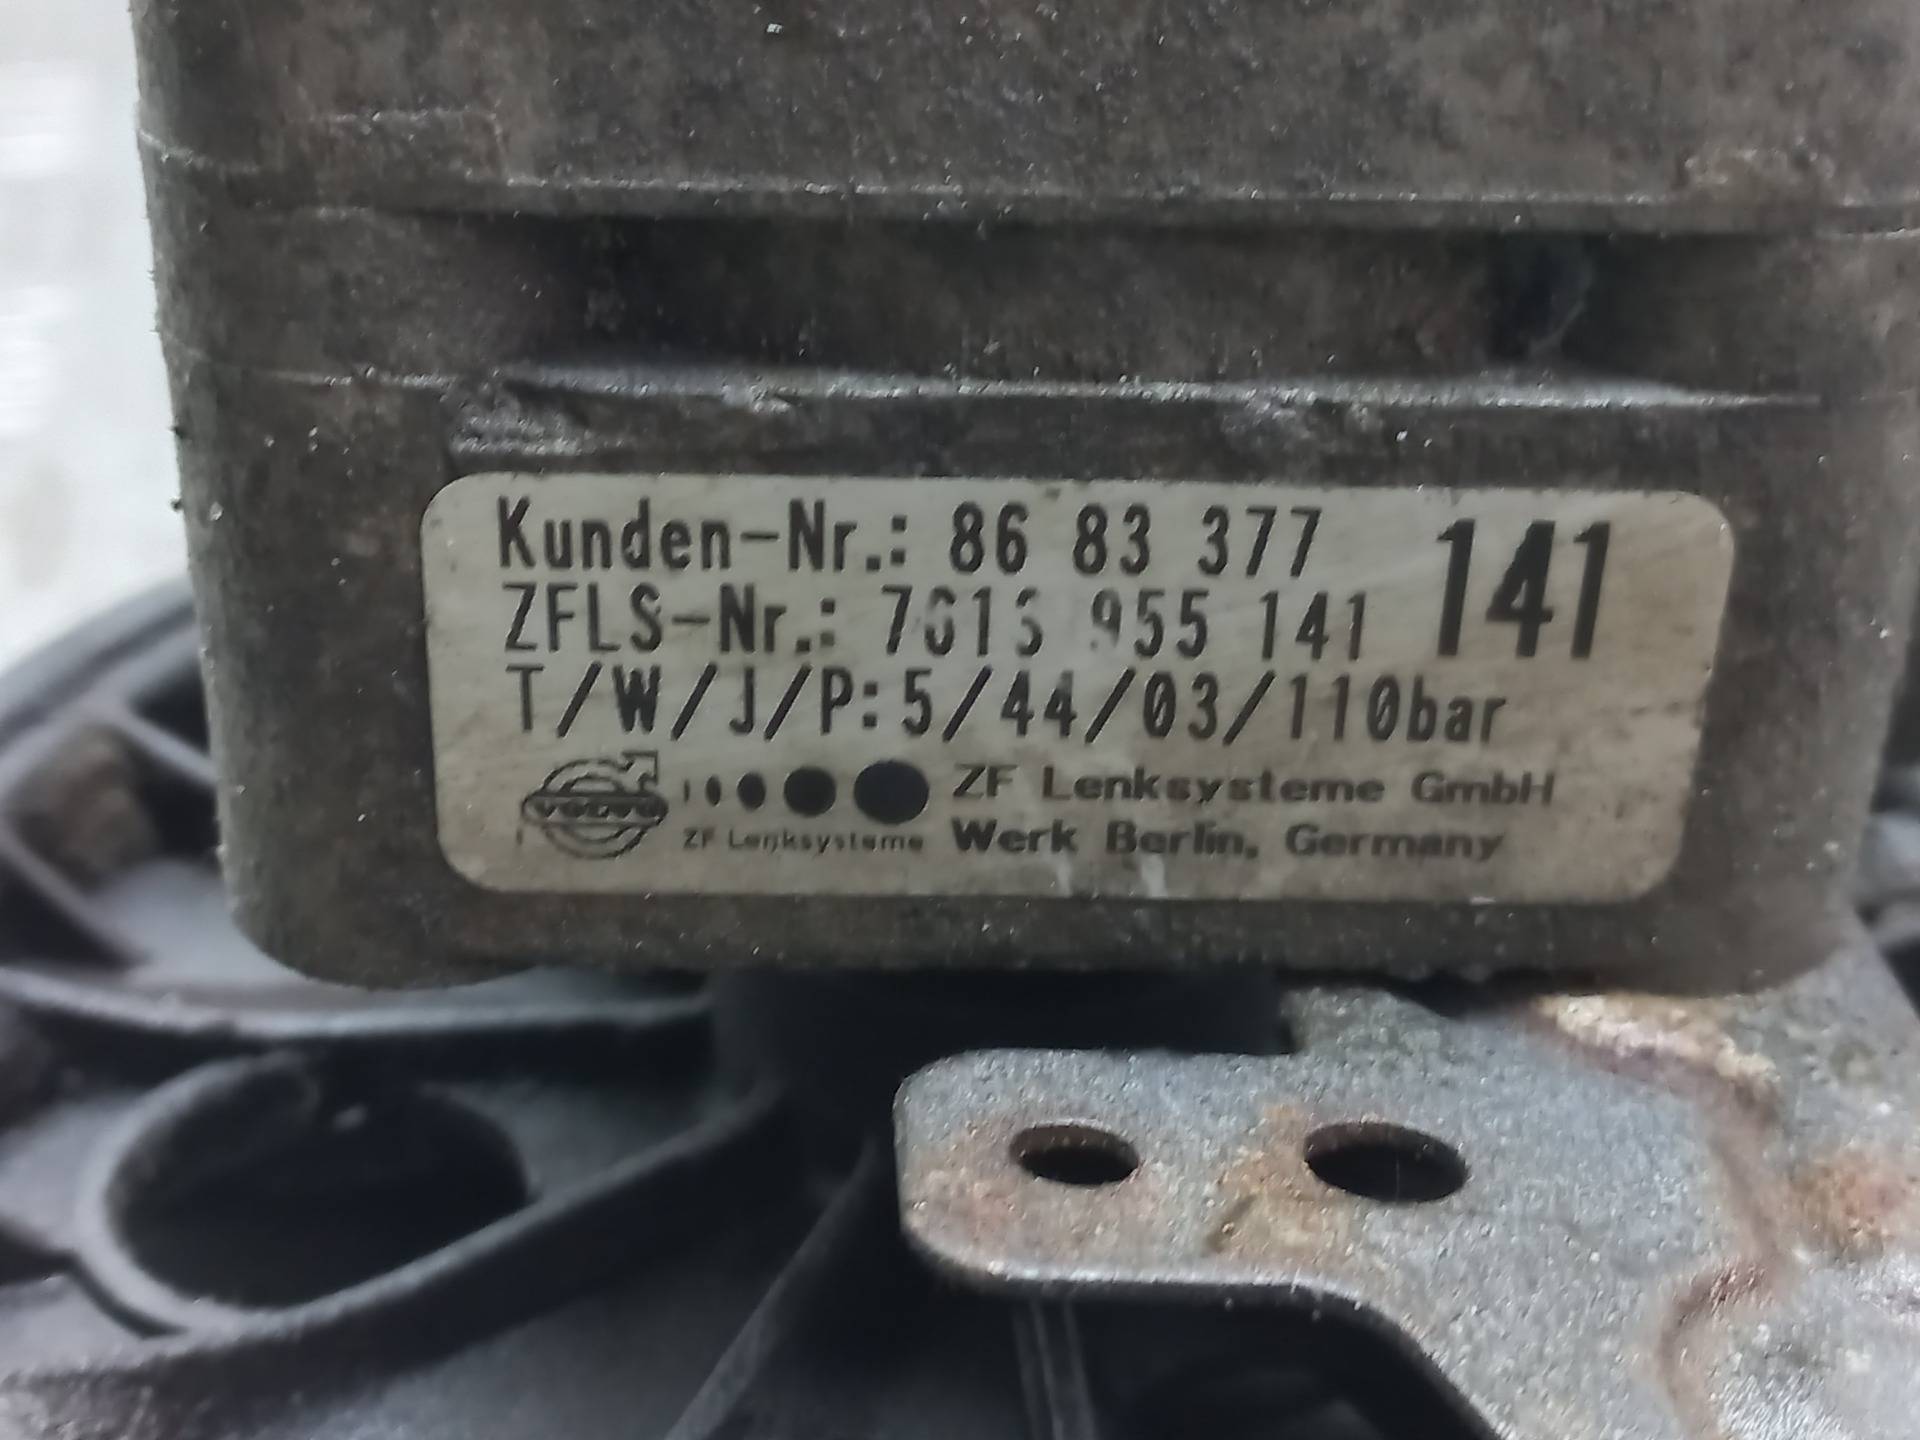 Kunden-Nr.: 86 83 377 141
ZFLS-Nr.: 955 141
T/W/J/P: 5/44/03/110bar
VOLVO
ZF Lenksysteme
ZF Lenksysteme GmbH
Werk Berlin, Germany